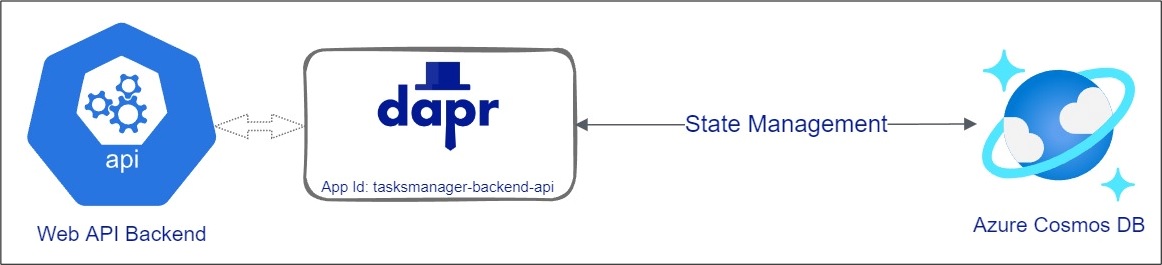 api
Web API Backend
dapr
App Id: tasksmanager-backend-api
State Management
Azure Cosmos DB